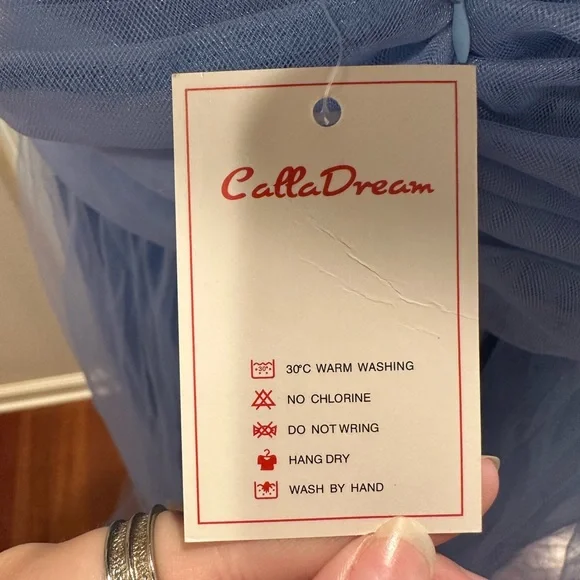 CallaDream
30°C WARM WASHING
NO CHLORINE
DO NOT WRING
HANG DRY
WASH BY HAND